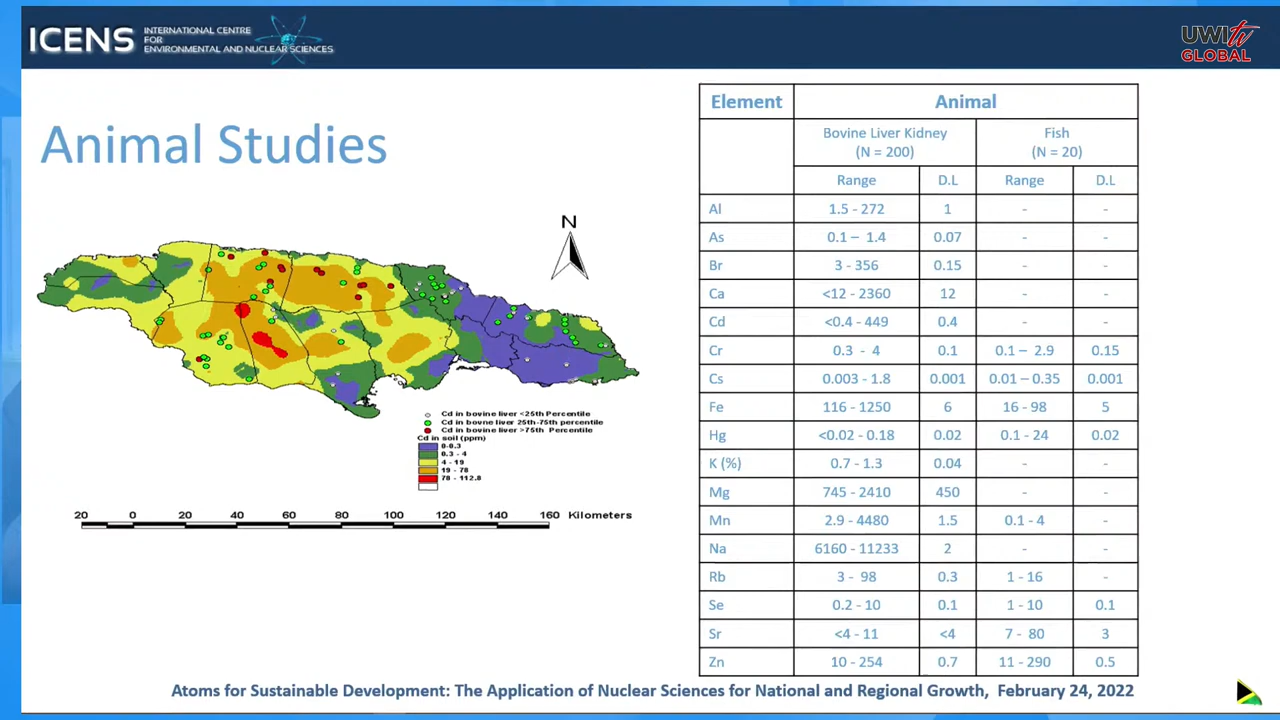 ICENS
INTERNATIONAL CENTRE
FOR
ENVIRONMENTAL AND NUCLEAR SCIENCES
UWItv
GLOBAL
Animal Studies
N
Cd in bovine liver <25th Percentile
Cd in bovne liver 25th-75th percentile
Cd in bovine liver >75th Percentile
Cd in soil (ppm)
0-0.3
0.3 - 4
4 - 19
19 - 78
78 - 112.8
20 0 20 40 60 80 100 120 140 160 Kilometers
Element Animal
Bovine Liver Kidney Fish
(N = 200) (N = 20)
Range D.L Range D.L
Al 1.5 - 272 1 - -
As 0.1 – 1.4 0.07 - -
Br 3 - 356 0.15 - -
Ca <12 - 2360 12 - -
Cd <0.4 - 449 0.4 - -
Cr 0.3 - 4 0.1 0.1 – 2.9 0.15
Cs 0.003 - 1.8 0.001 0.01 – 0.35 0.001
Fe 116 - 1250 6 16 - 98 5
Hg <0.02 - 0.18 0.02 0.1 - 24 0.02
K (%) 0.7 - 1.3 0.04 - -
Mg 745 - 2410 450 - -
Mn 2.9 - 4480 1.5 0.1 - 4 -
Na 6160 - 11233 2 - -
Rb 3 - 98 0.3 1 - 16 -
Se 0.2 - 10 0.1 1 - 10 0.1
Sr <4 - 11 <4 7 - 80 3
Zn 10 - 254 0.7 11 - 290 0.5
Atoms for Sustainable Development: The Application of Nuclear Sciences for National and Regional Growth, February 24, 2022